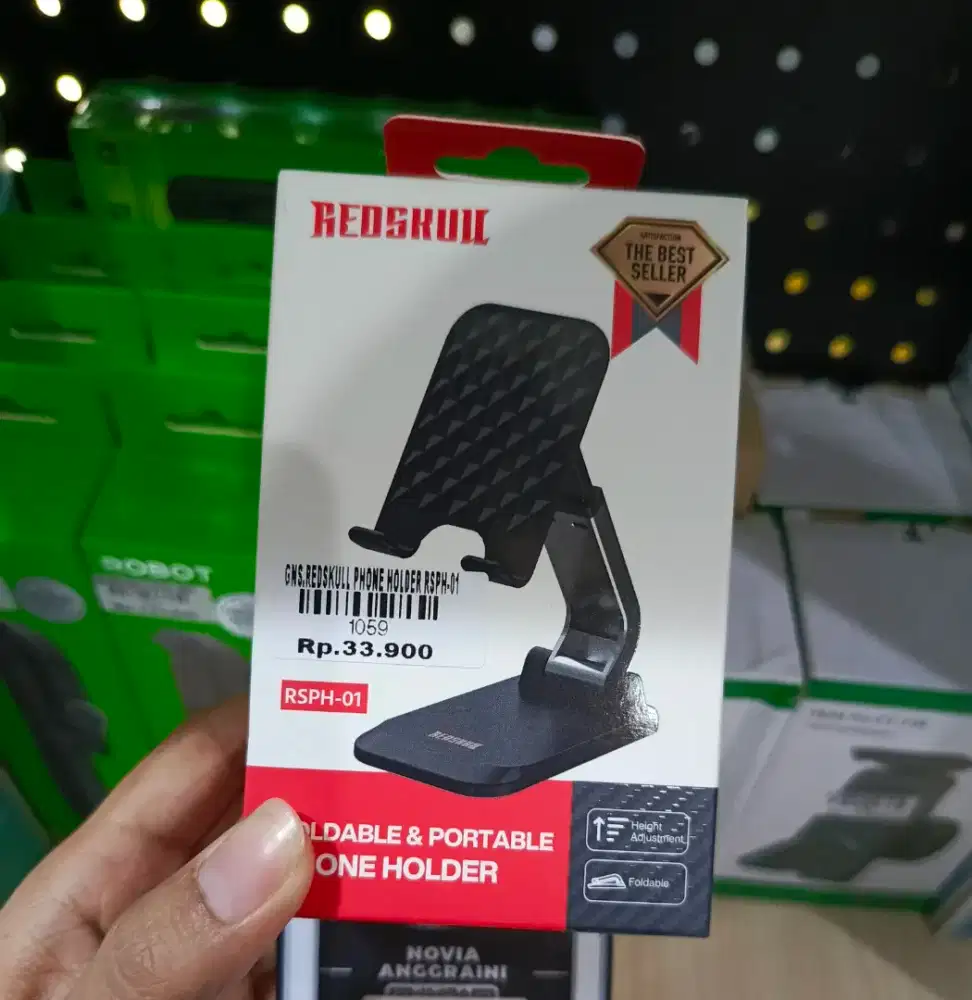 REDSKULL
SATISFACTION
THE BEST
SELLER
GNS.REDSKULL PHONE HOLDER RSPH-01
1059
Rp.33.900
RSPH-01
REDSKULL
OLDABLE & PORTABLE
ONE HOLDER
Height
Adjustment
Foldable
ROBOT
NOVIA
ANGGRAINI